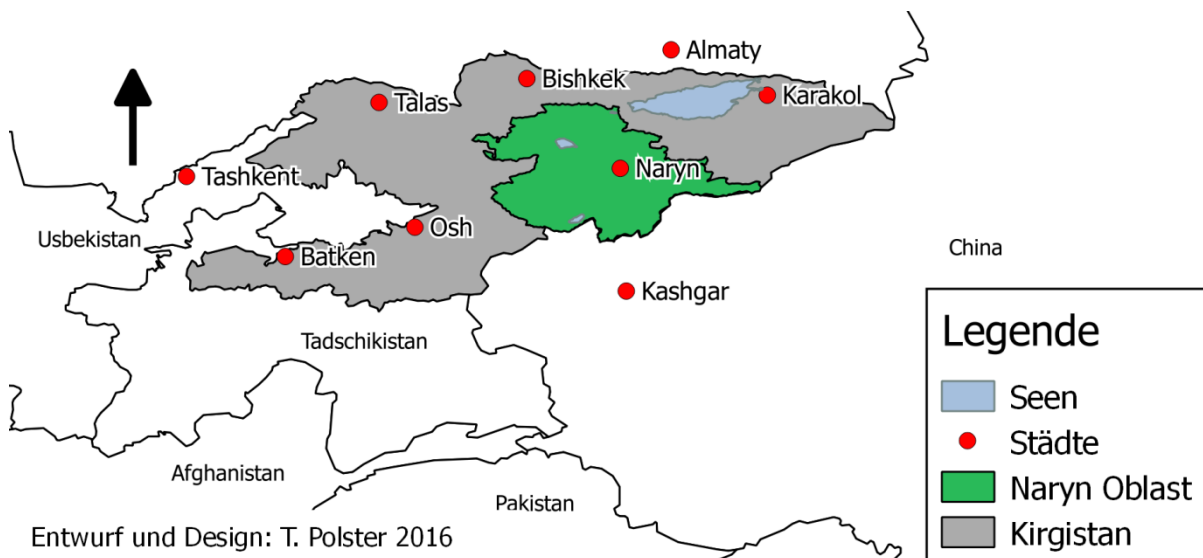 Almaty
Bishkek
Karakol
Talas
Naryn
Tashkent
Osh
Usbekistan
Batken
China
Kashgar
Legende
Tadschikistan
Seen
Städte
Afghanistan
Naryn Oblast
Pakistan
Kirgistan
Entwurf und Design: T. Polster 2016